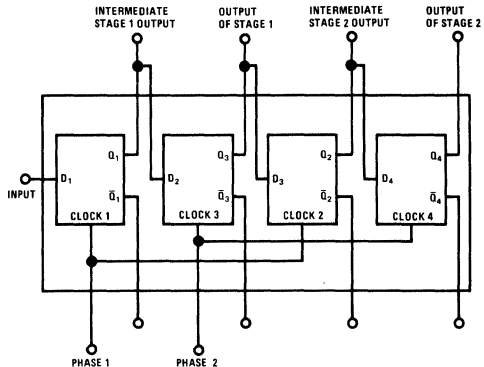 INTERMEDIATE
STAGE 1 OUTPUT
OUTPUT
OF STAGE 1
INTERMEDIATE
STAGE 2 OUTPUT
OUTPUT
OF STAGE 2
INPUT
D1
Q1
Q̅1
CLOCK 1
D2
Q3
Q̅3
CLOCK 3
D3
Q2
Q̅2
CLOCK 2
D4
Q4
Q̅4
CLOCK 4
PHASE 1
PHASE 2